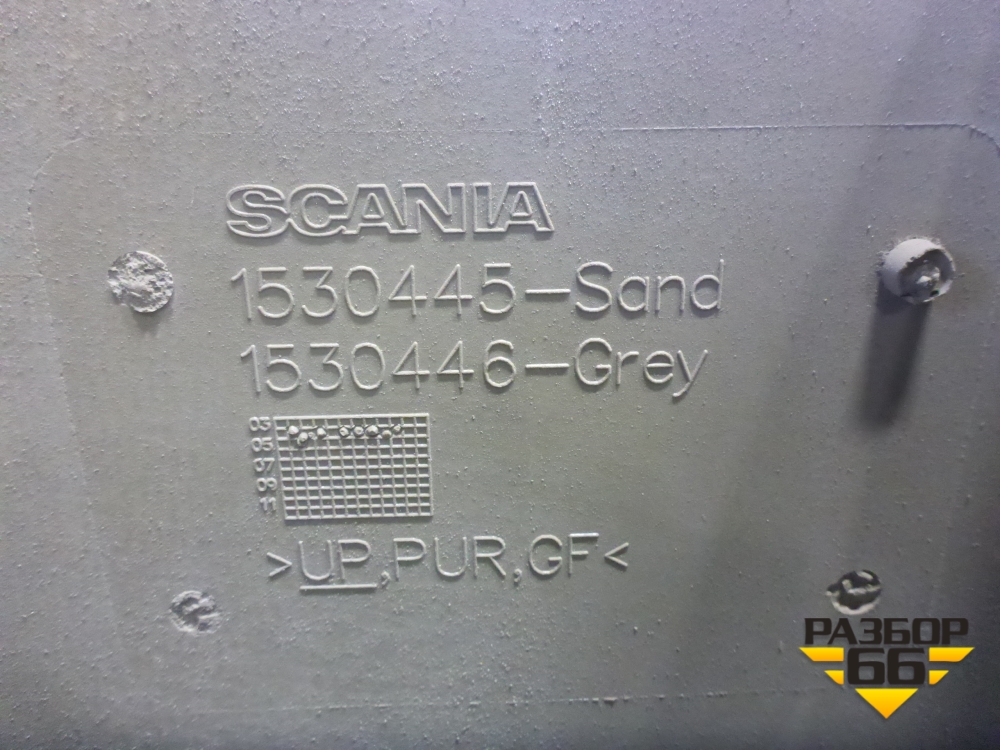 SCANIA
1530445-Sand
1530446-Grey
03
05
07
09
11
>UP,PUR,GF<
РАЗБОР
66